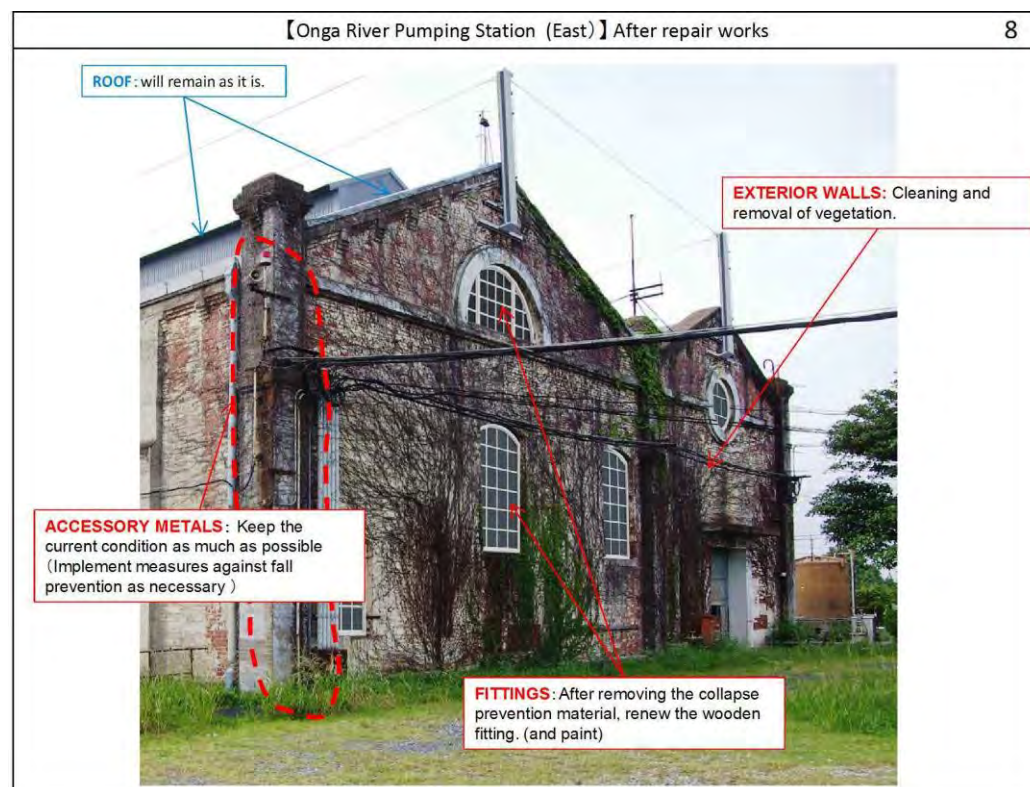 【Onga River Pumping Station (East)】After repair works
8
ROOF: will remain as it is.
EXTERIOR WALLS: Cleaning and
removal of vegetation.
ACCESSORY METALS: Keep the
current condition as much as possible
(Implement measures against fall
prevention as necessary )
FITTINGS: After removing the collapse
prevention material, renew the wooden
fitting. (and paint)